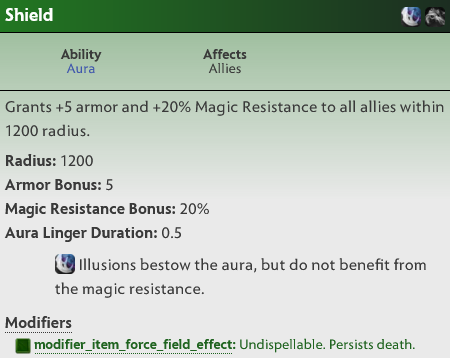 Shield
Ability Affects
Aura Allies
Grants +5 armor and +20% Magic Resistance to all allies within
1200 radius.
Radius: 1200
Armor Bonus: 5
Magic Resistance Bonus: 20%
Aura Linger Duration: 0.5
Illusions bestow the aura, but do not benefit from
the magic resistance.
Modifiers
modifier_item_force_field_effect: Undispellable. Persists death.